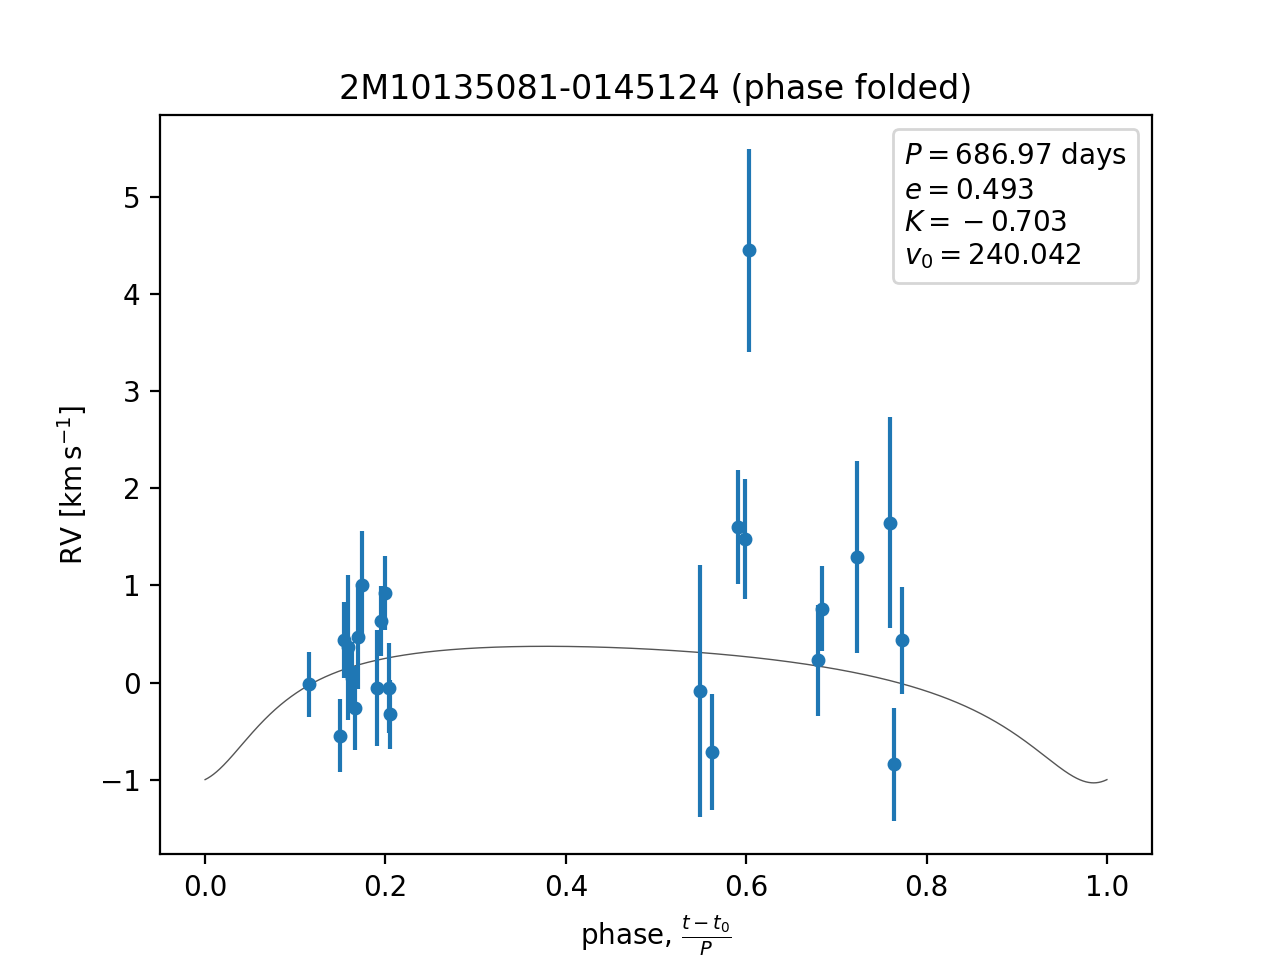 2M10135081-0145124 (phase folded)
P = 686.97 days
e = 0.493
K = −0.703
v₀ = 240.042
RV [km s⁻¹]
5
4
3
2
1
0
−1
0.0 0.2 0.4 0.6 0.8 1.0
phase, (t − t₀)/P